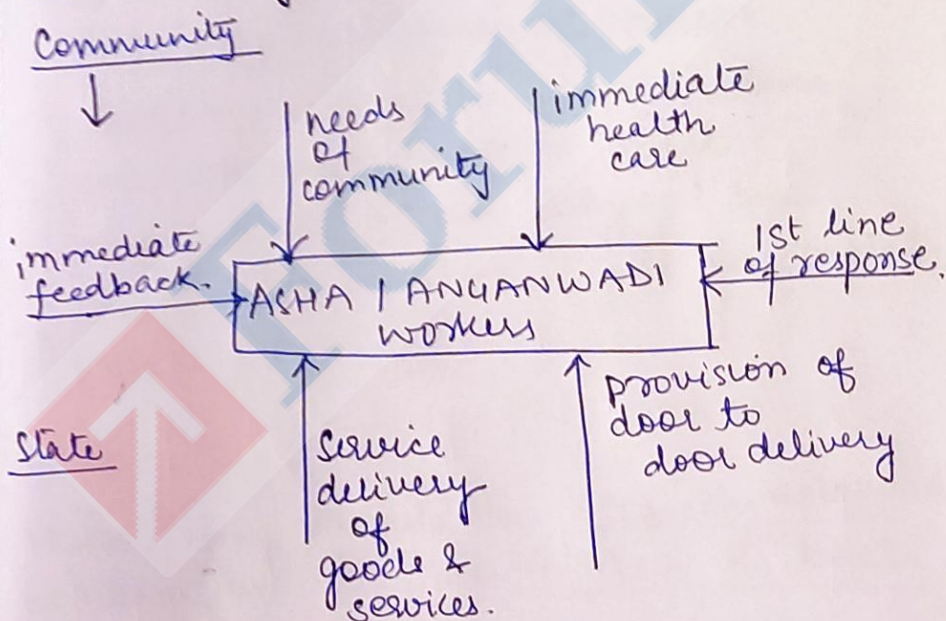 Community
needs
of
community
immediate
health
care
immediate
feedback.
ASHA | ANGANWADI
workers
1st line
of response.
State
Service
delivery
of
goods &
services.
provision of
door to
door delivery
Forum